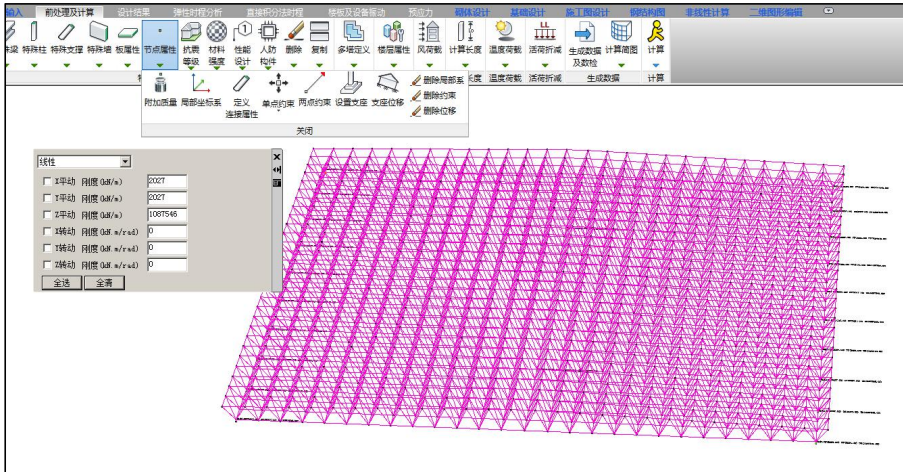 输入 前处理及计算 设计结果 弹性时程分析 直接积分法时程 楼板及设备振动 预应力 砌体设计 基础设计 施工图设计 钢结构图 非线性计算 二维图形编辑
特殊梁 特殊柱 特殊支撑 特殊墙 板属性 节点属性 抗震等级 材料强度 性能设计 人防构件 删除 复制 多塔定义 楼层属性 风荷载 计算长度 温度荷载 活荷折减 生成数据及数检 计算简图 计算
长度 温度荷载 活荷折减 生成数据 计算
附加质量 局部坐标系 定义连接属性 单点约束 两点约束 设置支座 支座位移 删除局部系
删除约束
删除位移
关闭
线性
X平动 刚度(kN/m) 2027
Y平动 刚度(kN/m) 2027
Z平动 刚度(kN/m) 1087546
X转动 刚度(kN.m/rad) 0
Y转动 刚度(kN.m/rad) 0
Z转动 刚度(kN.m/rad) 0
全选 全清